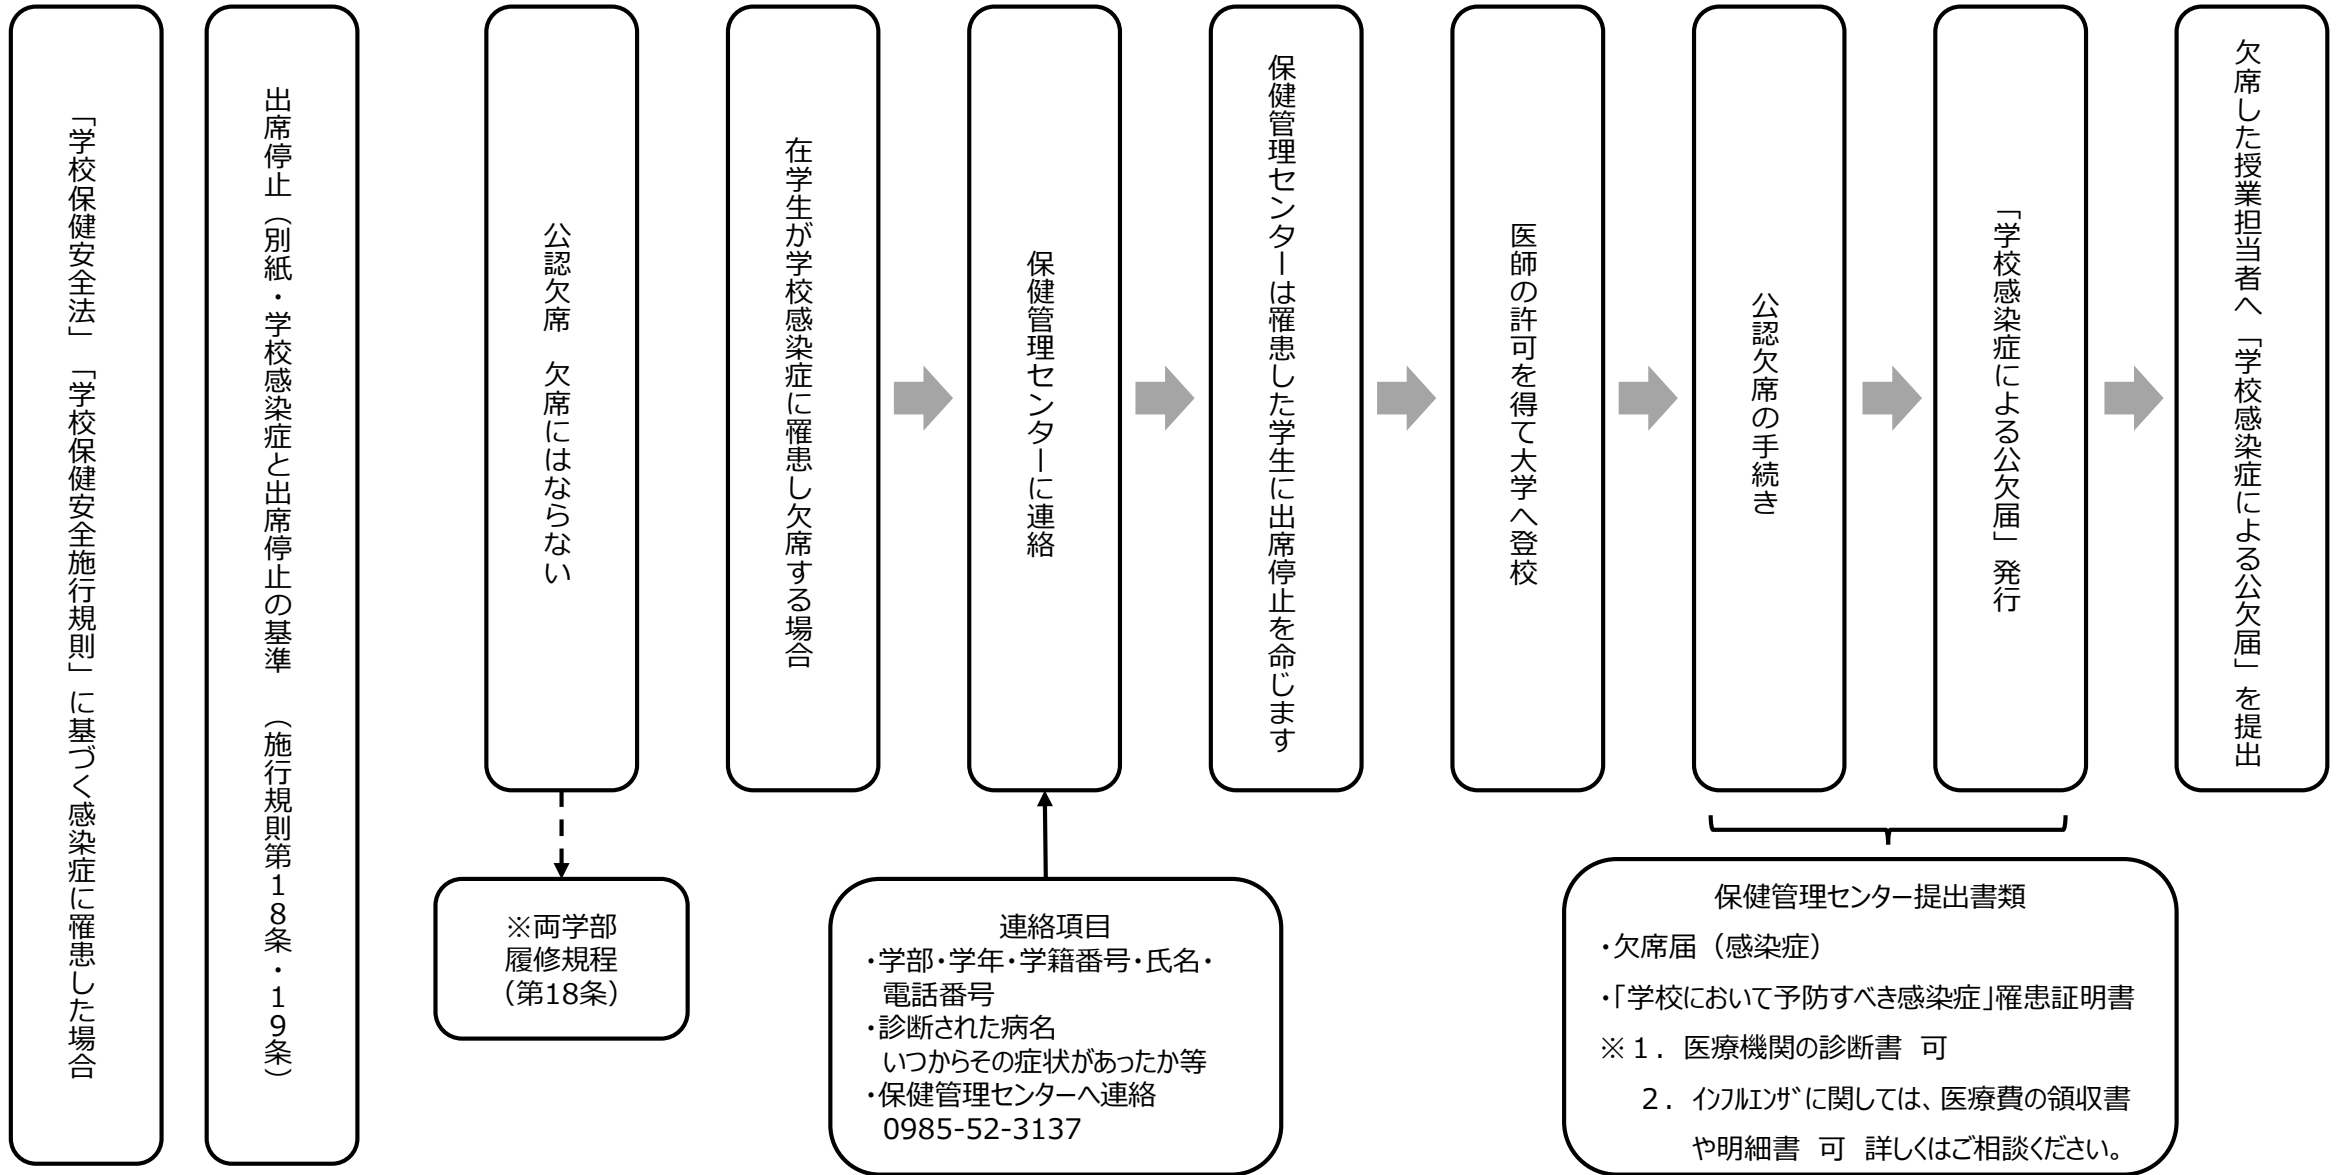 「学校保健安全法」「学校保健安全施行規則」に基づく感染症に罹患した場合
出席停止（別紙・学校感染症と出席停止の基準　（施行規則第１８条・１９条）
公認欠席　欠席にはならない
在学生が学校感染症に罹患し欠席する場合
保健管理センターに連絡
保健管理センターは罹患した学生に出席停止を命じます
医師の許可を得て大学へ登校
公認欠席の手続き
「学校感染症による公欠届」発行
欠席した授業担当者へ「学校感染症による公欠届」を提出
※両学部
履修規程
（第18条）
連絡項目
・学部・学年・学籍番号・氏名・
電話番号
・診断された病名
いつからその症状があったか等
・保健管理センターへ連絡
0985-52-3137
保健管理センター提出書類
・欠席届（感染症）
・「学校において予防すべき感染症」罹患証明書
※１．医療機関の診断書　可
２．ｲﾝﾌﾙｴﾝｻﾞに関しては、医療費の領収書
や明細書　可　詳しくはご相談ください。